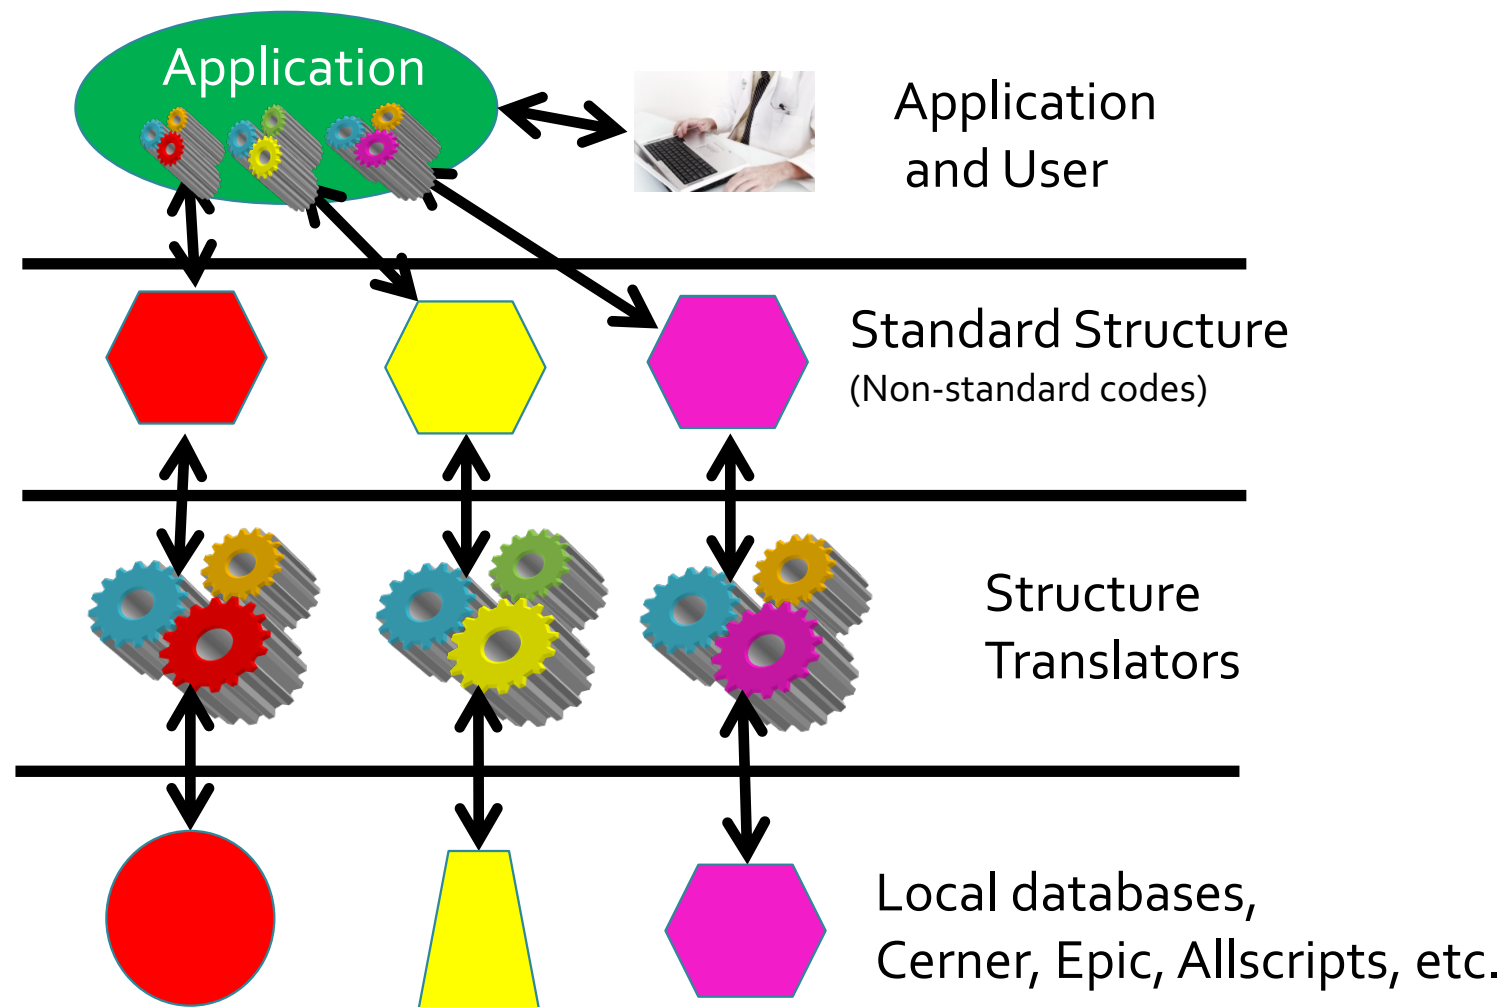 Application
Application
and User
Standard Structure
(Non-standard codes)
Structure
Translators
Local databases,
Cerner, Epic, Allscripts, etc.